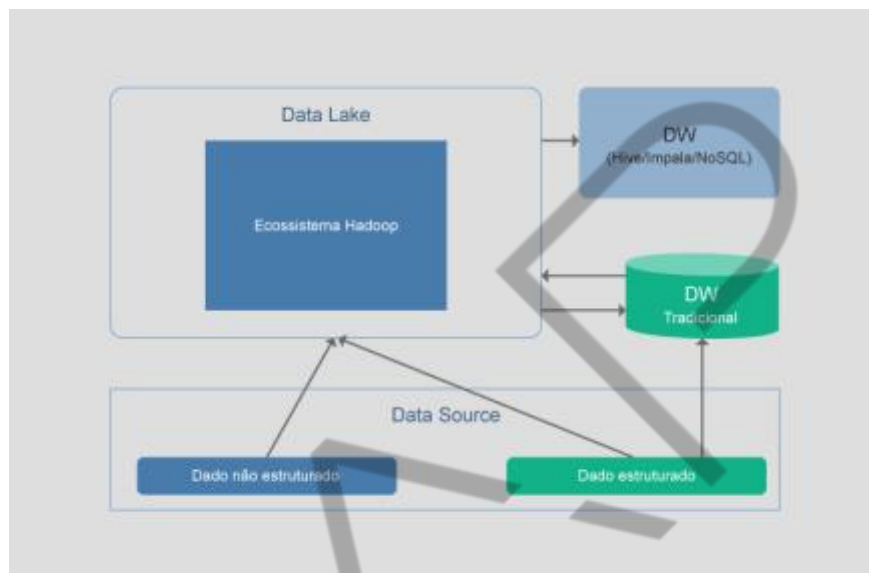 Data Lake
Ecossistema Hadoop
DW
(Hive/Impala/NoSQL)
DW
Tradicional
Data Source
Dado não estruturado
Dado estruturado